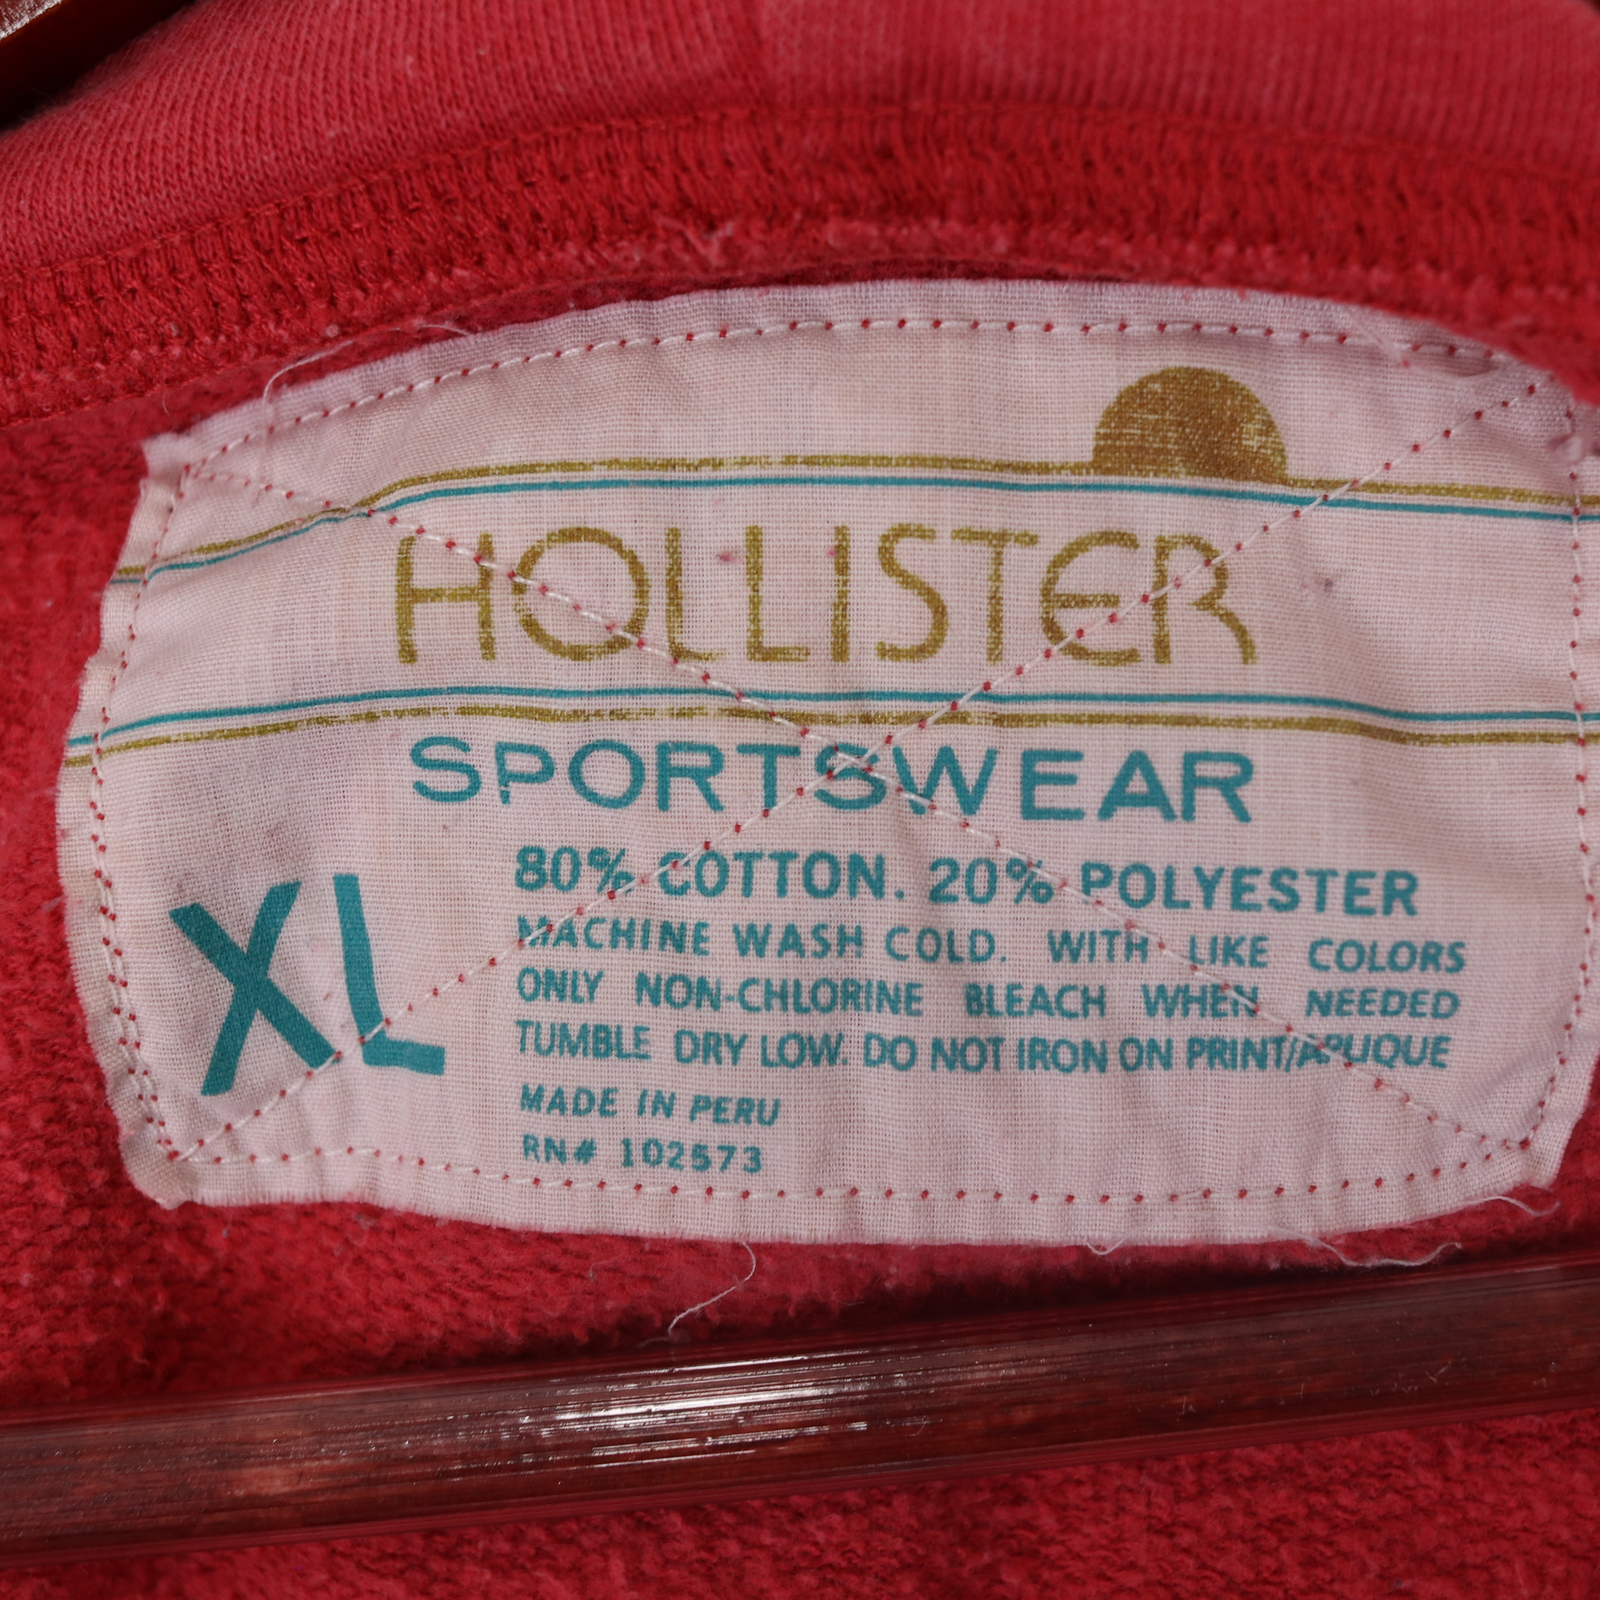 HOLLISTER
SPORTSWEAR
XL
80% COTTON. 20% POLYESTER
MACHINE WASH COLD. WITH LIKE COLORS
ONLY NON-CHLORINE BLEACH WHEN NEEDED
TUMBLE DRY LOW. DO NOT IRON ON PRINT/APLIQUE
MADE IN PERU
RN# 102573